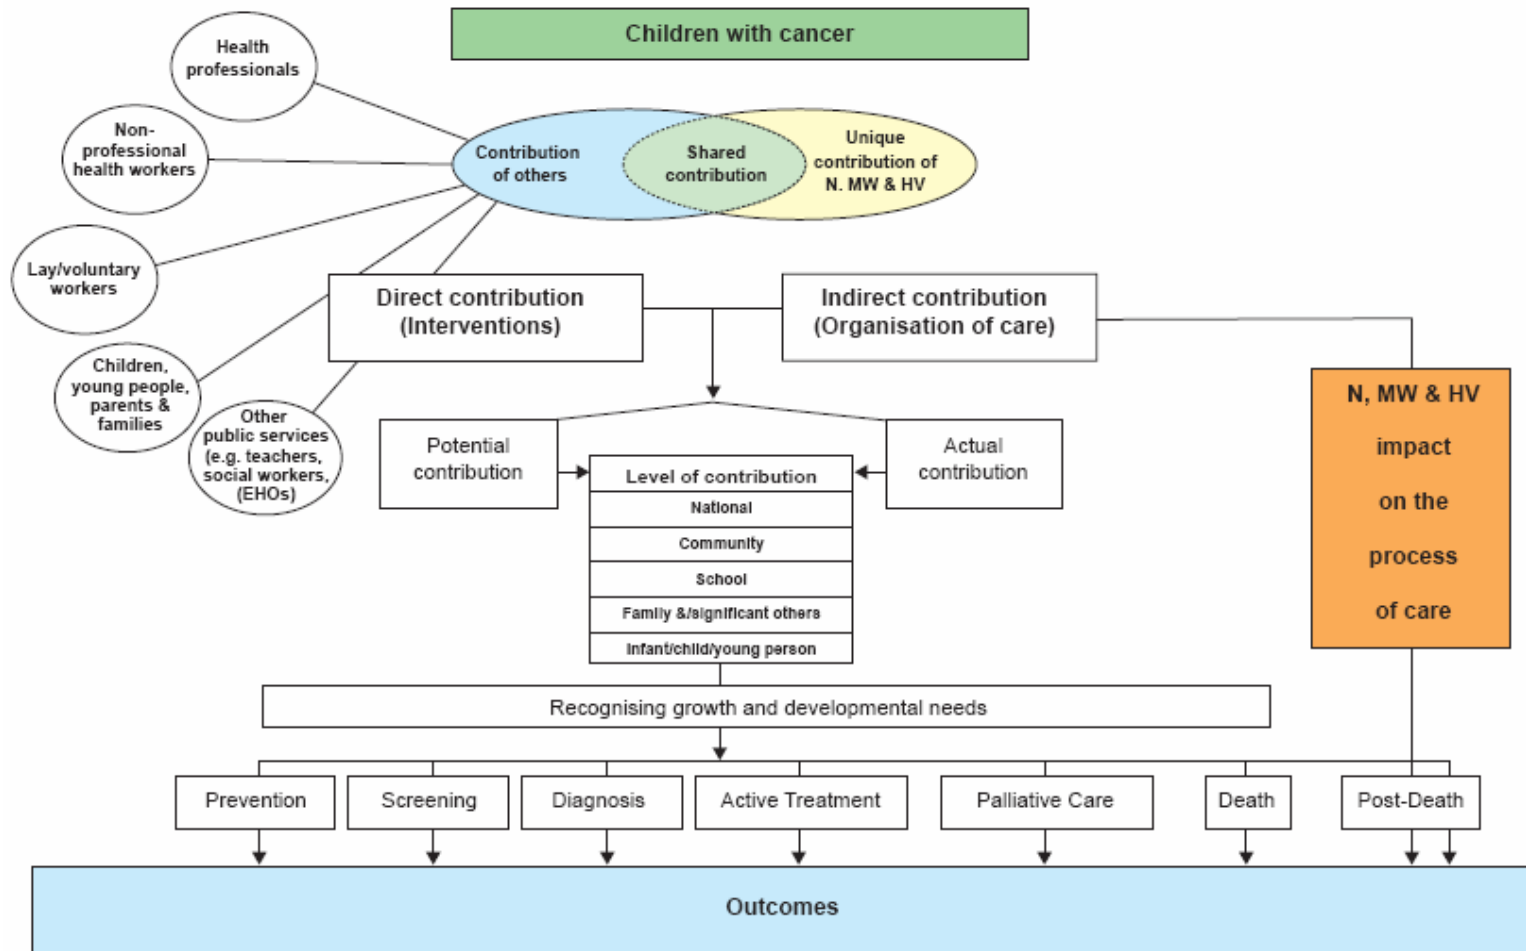 Children with cancer
Health
professionals
Non-
professional
health workers
Lay/voluntary
workers
Children,
young people,
parents &
families
Other
public services
(e.g. teachers,
social workers,
(EHOs)
Contribution
of others
Shared
contribution
Unique
contribution of
N. MW & HV
Direct contribution
(Interventions)
Indirect contribution
(Organisation of care)
Potential
contribution
Actual
contribution
Level of contribution
National
Community
School
Family &/significant others
Infant/child/young person
N, MW & HV
impact
on the
process
of care
Recognising growth and developmental needs
Prevention
Screening
Diagnosis
Active Treatment
Palliative Care
Death
Post-Death
Outcomes